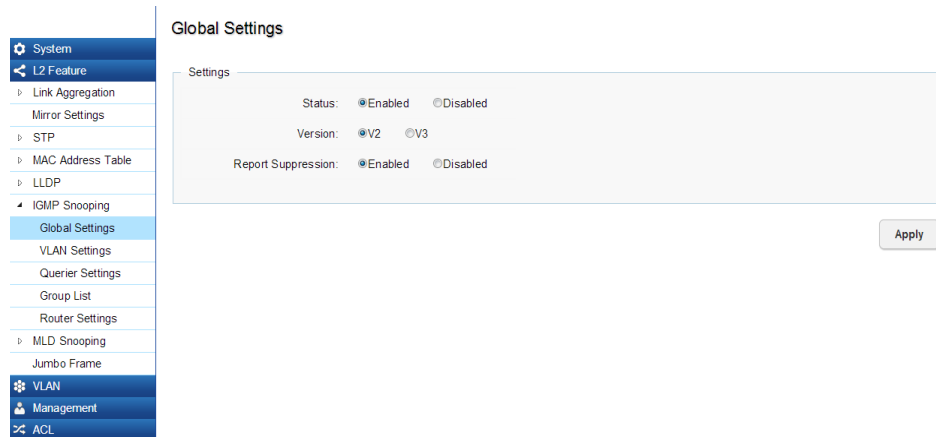 Global Settings
System
L2 Feature
Link Aggregation
Mirror Settings
STP
MAC Address Table
LLDP
IGMP Snooping
Global Settings
VLAN Settings
Querier Settings
Group List
Router Settings
MLD Snooping
Jumbo Frame
VLAN
Management
ACL
Settings
Status: Enabled Disabled
Version: V2 V3
Report Suppression: Enabled Disabled
Apply